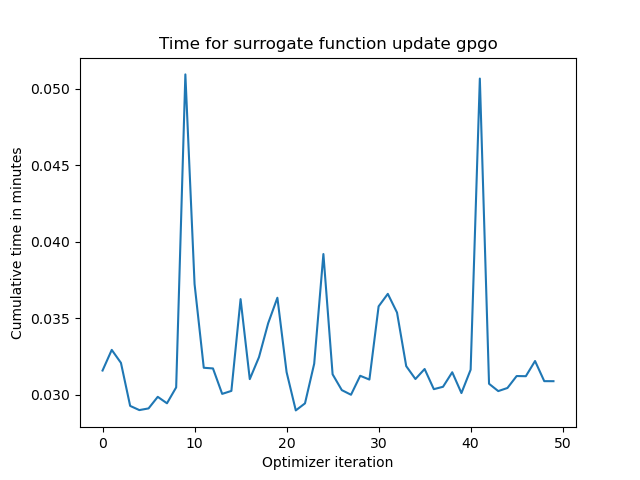 Time for surrogate function update gpgo
0.050
0.045
0.040
0.035
0.030
Cumulative time in minutes
0 10 20 30 40 50
Optimizer iteration